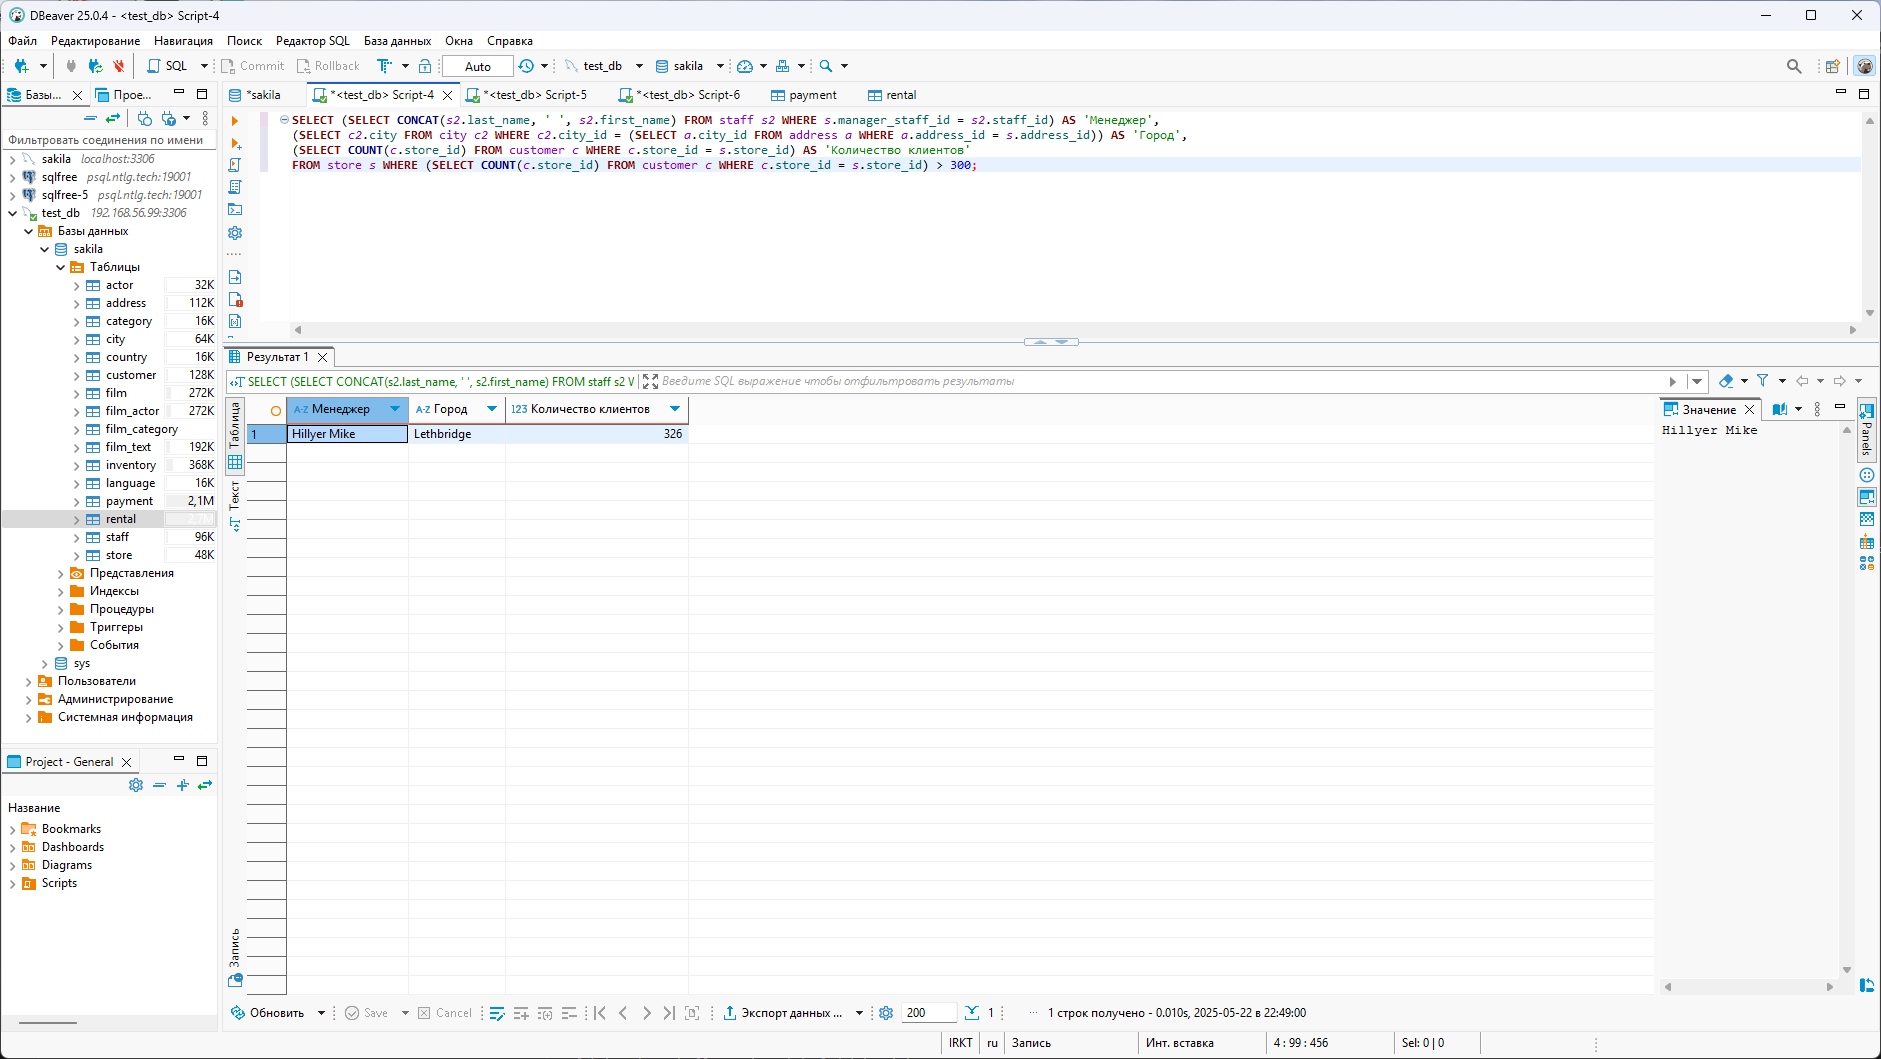 DBeaver 25.0.4 - <test_db> Script-4
Файл Редактирование Навигация Поиск Редактор SQL База данных Окна Справка
SQL Commit Rollback Auto test_db sakila
Базы... Прое...
Фильтровать соединения по имени
sakila localhost:3306
sqlfree psql.ntlg.tech:19001
sqlfree-5 psql.ntlg.tech:19001
test_db 192.168.56.99:3306
Базы данных
sakila
Таблицы
actor 32K
address 112K
category 16K
city 64K
country 16K
customer 128K
film 272K
film_actor 272K
film_category
film_text 192K
inventory 368K
language 16K
payment 2,1M
rental 2,7M
staff 96K
store 48K
Представления
Индексы
Процедуры
Триггеры
События
sys
Пользователи
Администрирование
Системная информация
Project - General
Название
Bookmarks
Dashboards
Diagrams
Scripts
*sakila *<test_db> Script-4 *<test_db> Script-5 *<test_db> Script-6 payment rental
SELECT (SELECT CONCAT(s2.last_name, ' ', s2.first_name) FROM staff s2 WHERE s.manager_staff_id = s2.staff_id) AS 'Менеджер',
(SELECT c2.city FROM city c2 WHERE c2.city_id = (SELECT a.city_id FROM address a WHERE a.address_id = s.address_id)) AS 'Город',
(SELECT COUNT(c.store_id) FROM customer c WHERE c.store_id = s.store_id) AS 'Количество клиентов'
FROM store s WHERE (SELECT COUNT(c.store_id) FROM customer c WHERE c.store_id = s.store_id) > 300;
Результат 1
SELECT (SELECT CONCAT(s2.last_name, ' ', s2.first_name) FROM staff s2 W Введите SQL выражение чтобы отфильтровать результаты
Таблица
Текст
Запись
A-Z Менеджер A-Z Город 123 Количество клиентов
1 Hillyer Mike Lethbridge 326
Значение
Hillyer Mike
Panels
Обновить Save Cancel Экспорт данных ... 200 1 ... 1 строк получено - 0.010s, 2025-05-22 в 22:49:00
IRKT ru Запись Инт. вставка 4 : 99 : 456 Sel: 0 | 0